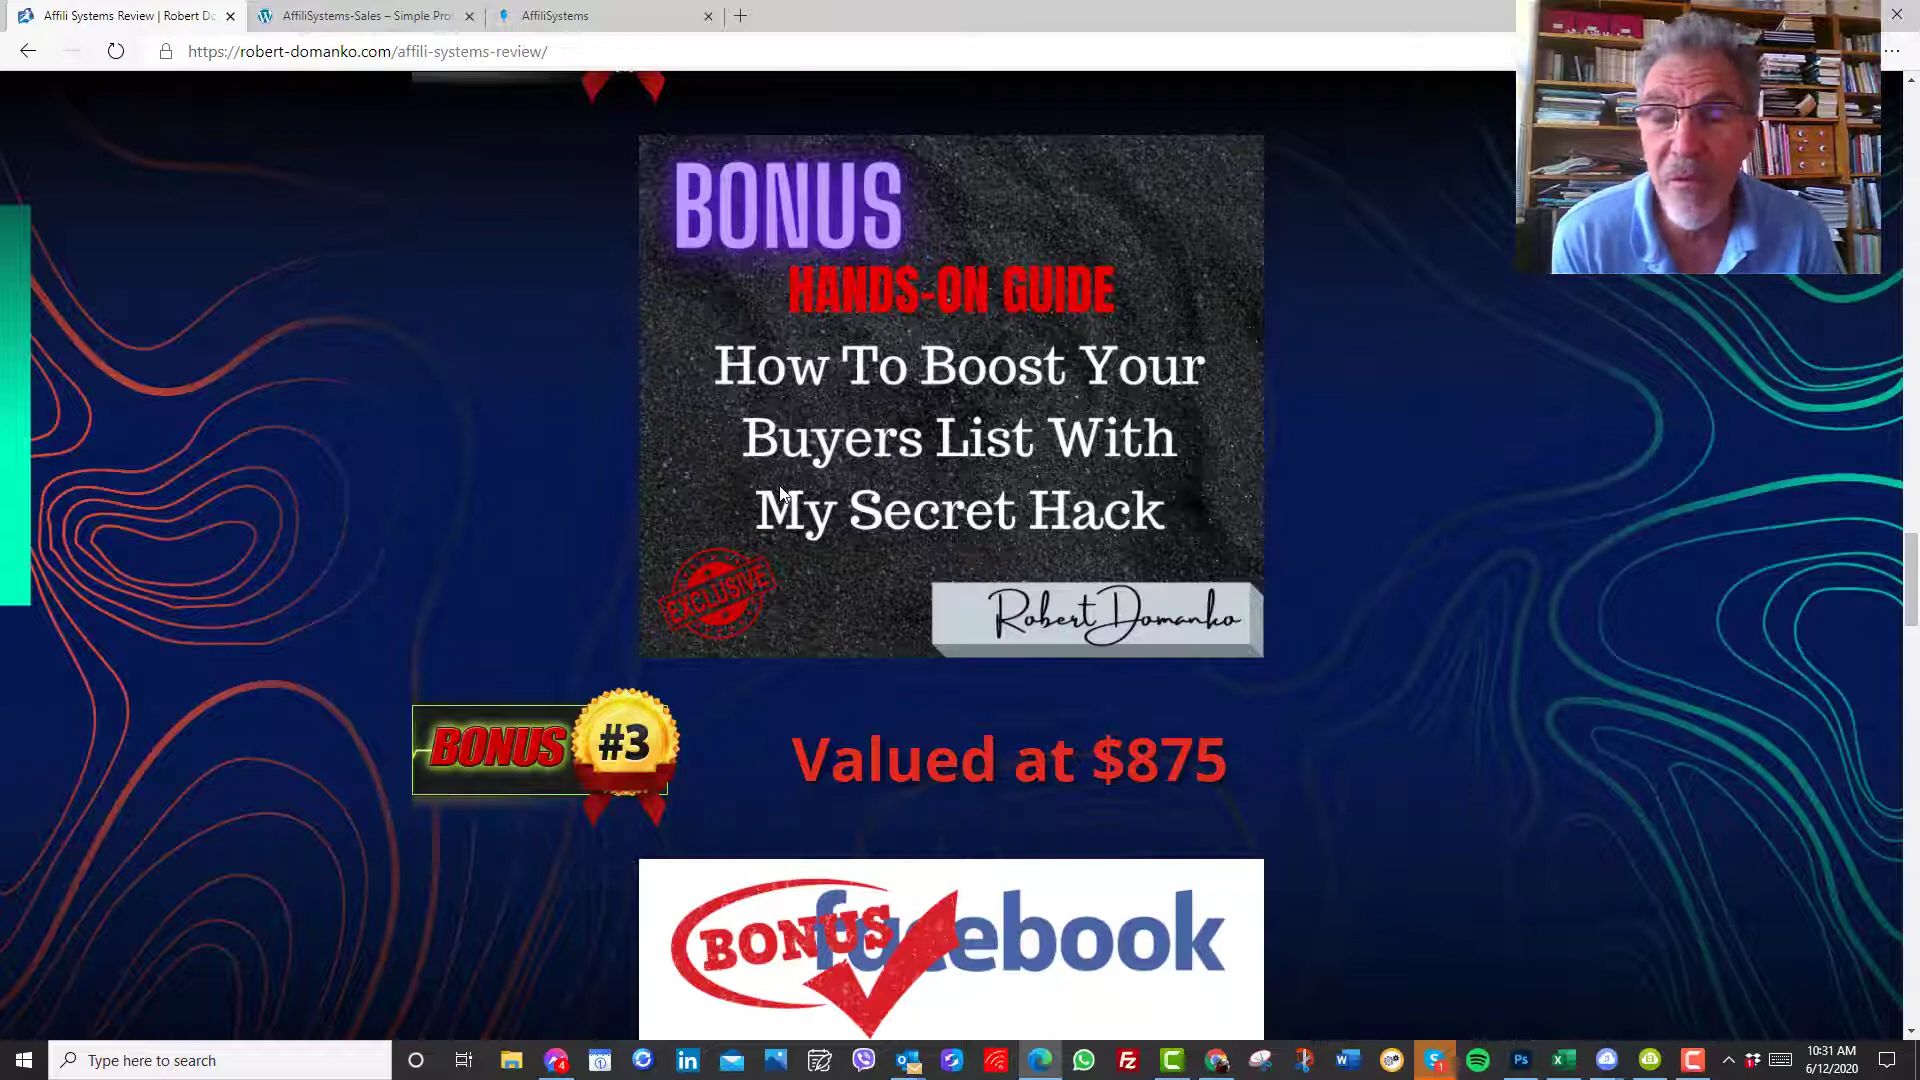 Affili Systems Review | Robert Do
AffiliSystems-Sales – Simple Pro
AffiliSystems
https://robert-domanko.com/affili-systems-review/
BONUS
HANDS-ON GUIDE
How To Boost Your
Buyers List With
My Secret Hack
EXCLUSIVE
Robert Domanko
BONUS #3
Valued at $875
BONUS
facebook
Type here to search
10:31 AM
6/12/2020